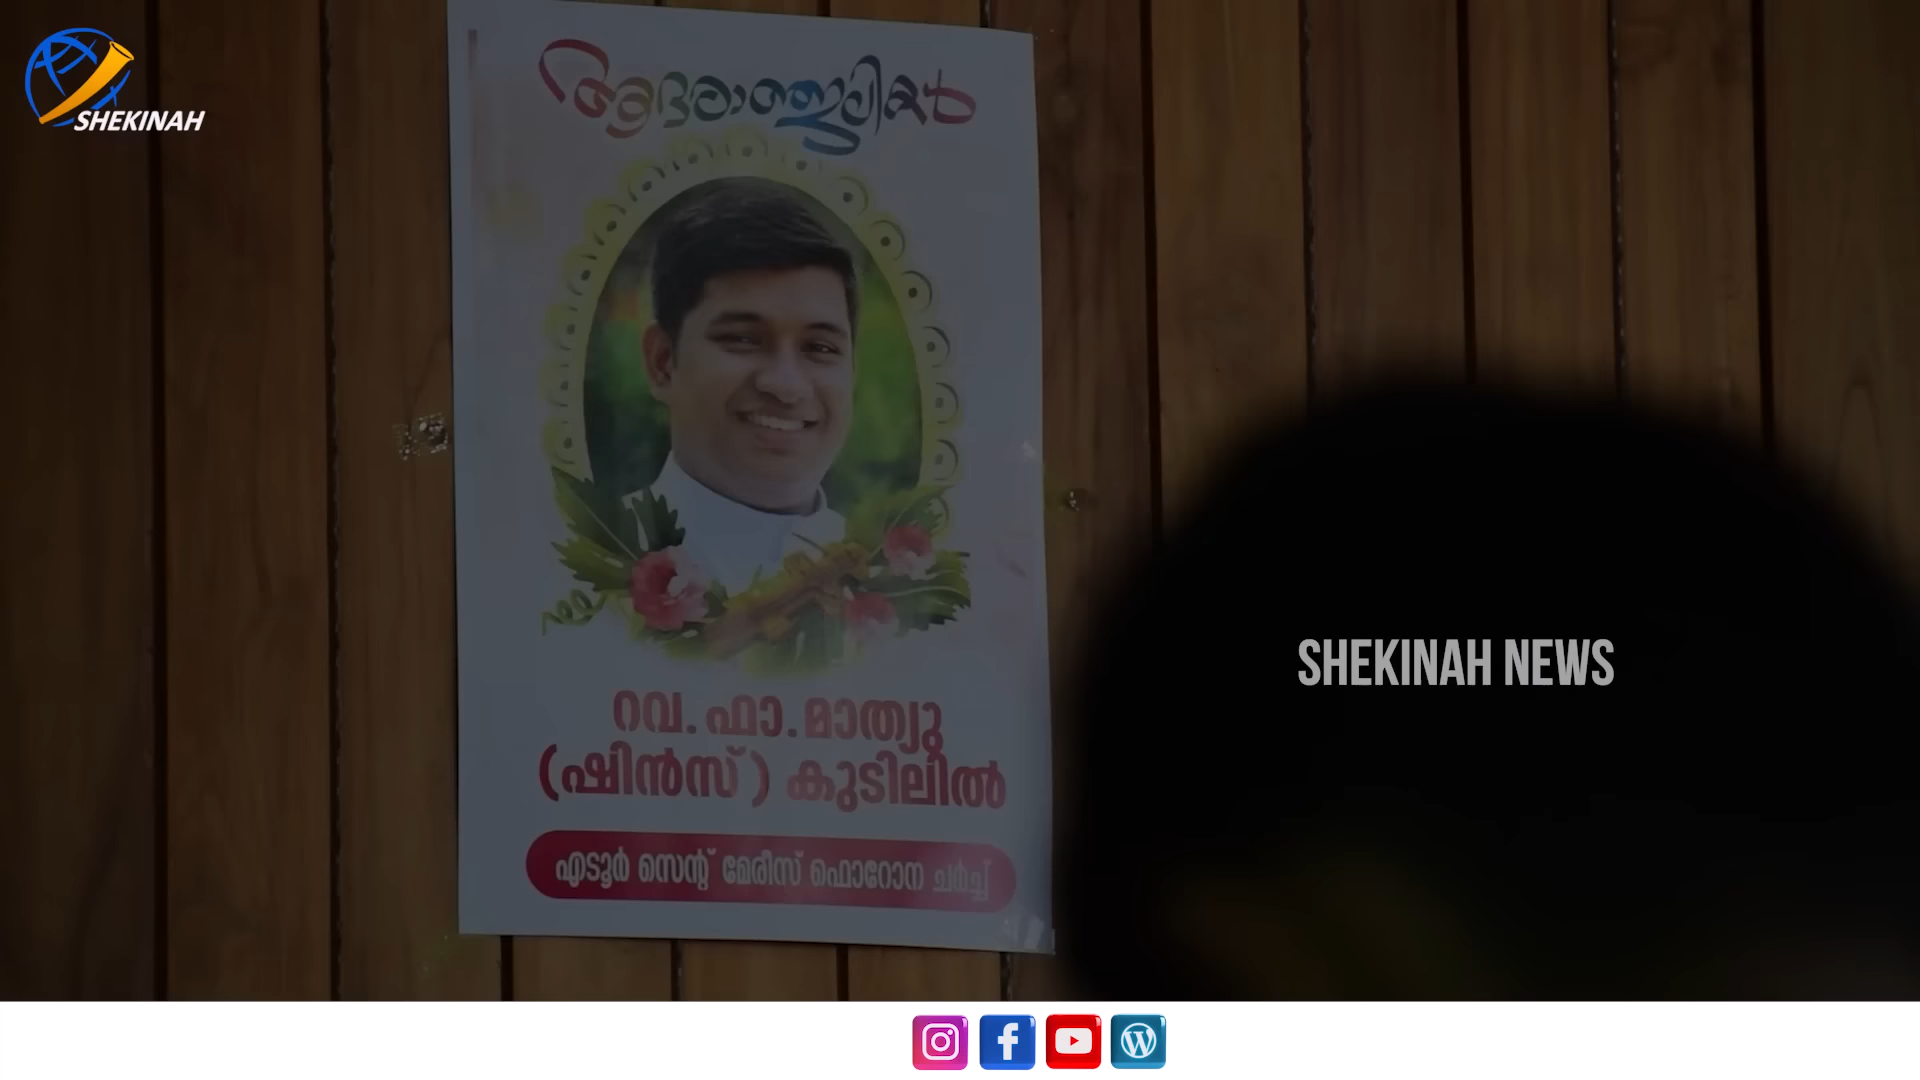 SHEKINAH
ആദരാഞ്ജലികൾ
റവ. ഫാ. മാത്യു
(ഷിൻസ്) കുടിലിൽ
എടൂർ സെന്റ് മേരീസ് ഫൊറോന ചർച്ച്
SHEKINAH NEWS